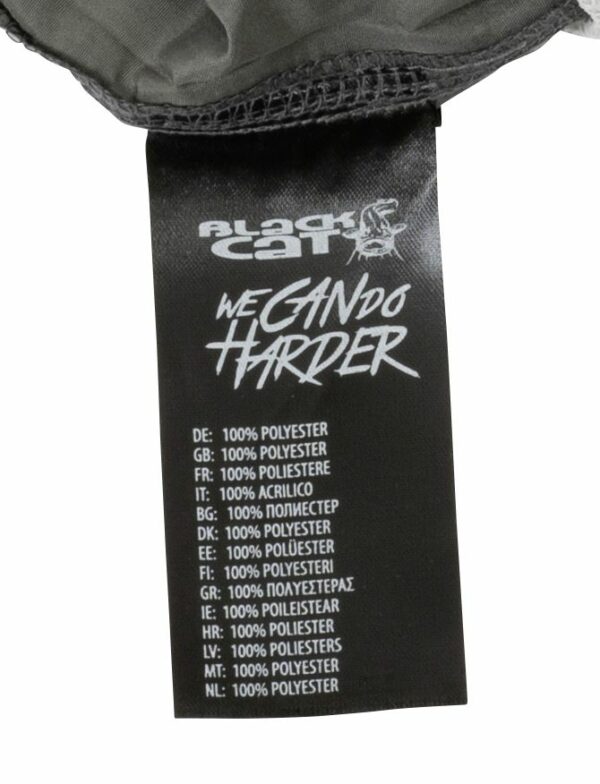 BLACK
CAT
WE CAN DO
HARDER
DE: 100% POLYESTER
GB: 100% POLYESTER
FR: 100% POLIESTERE
IT: 100% ACRILICO
BG: 100% ПОЛИЕСТЕР
DK: 100% POLYESTER
EE: 100% POLÜESTER
FI: 100% POLYESTERI
GR: 100% ΠΟΛΥΕΣΤΕΡΑΣ
IE: 100% POILEISTEAR
HR: 100% POLIESTER
LV: 100% POLIESTERS
MT: 100% POLYESTER
NL: 100% POLYESTER